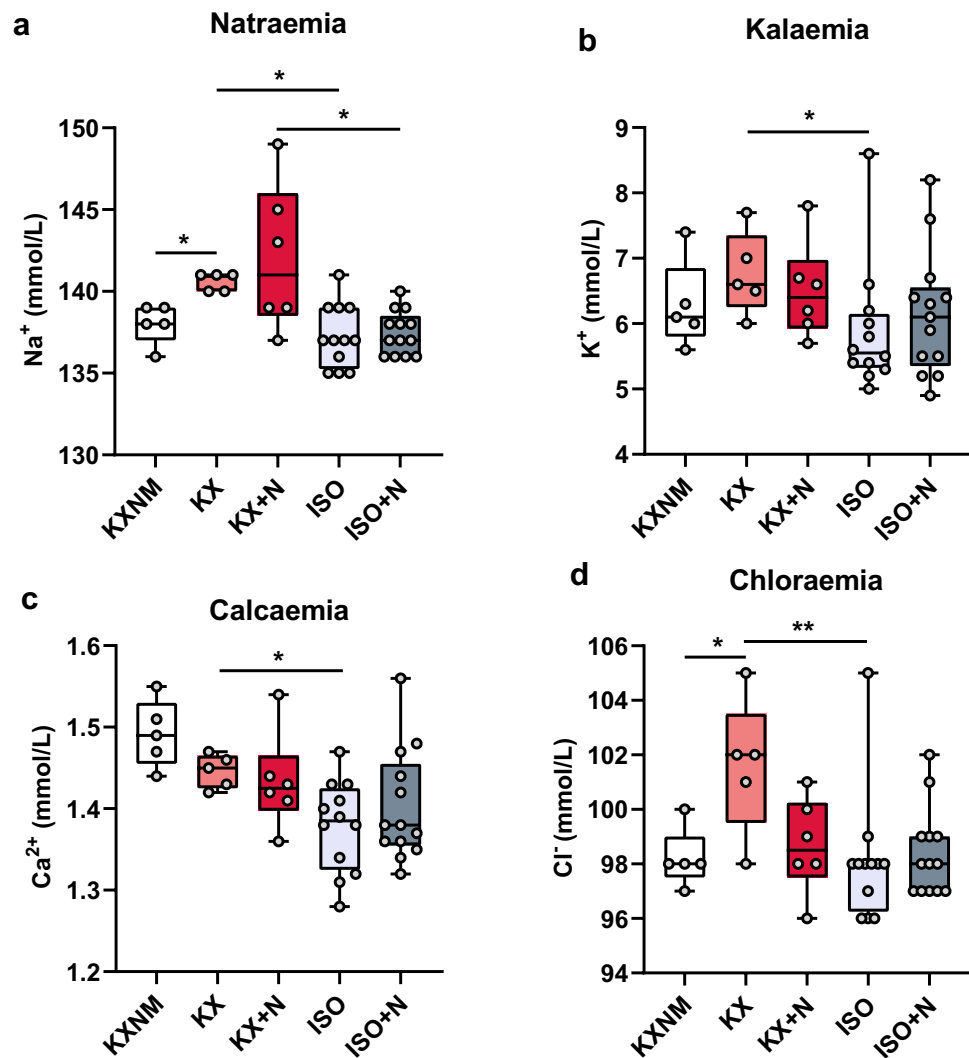 a
Natraemia
*
*
*
Na⁺ (mmol/L)
150
145
140
135
130
KXNM
KX
KX+N
ISO
ISO+N
b
Kalaemia
*
K⁺ (mmol/L)
9
8
7
6
5
4
KXNM
KX
KX+N
ISO
ISO+N
c
Calcaemia
*
Ca²⁺ (mmol/L)
1.6
1.5
1.4
1.3
1.2
KXNM
KX
KX+N
ISO
ISO+N
d
Chloraemia
*
**
Cl⁻ (mmol/L)
106
104
102
100
98
96
94
KXNM
KX
KX+N
ISO
ISO+N